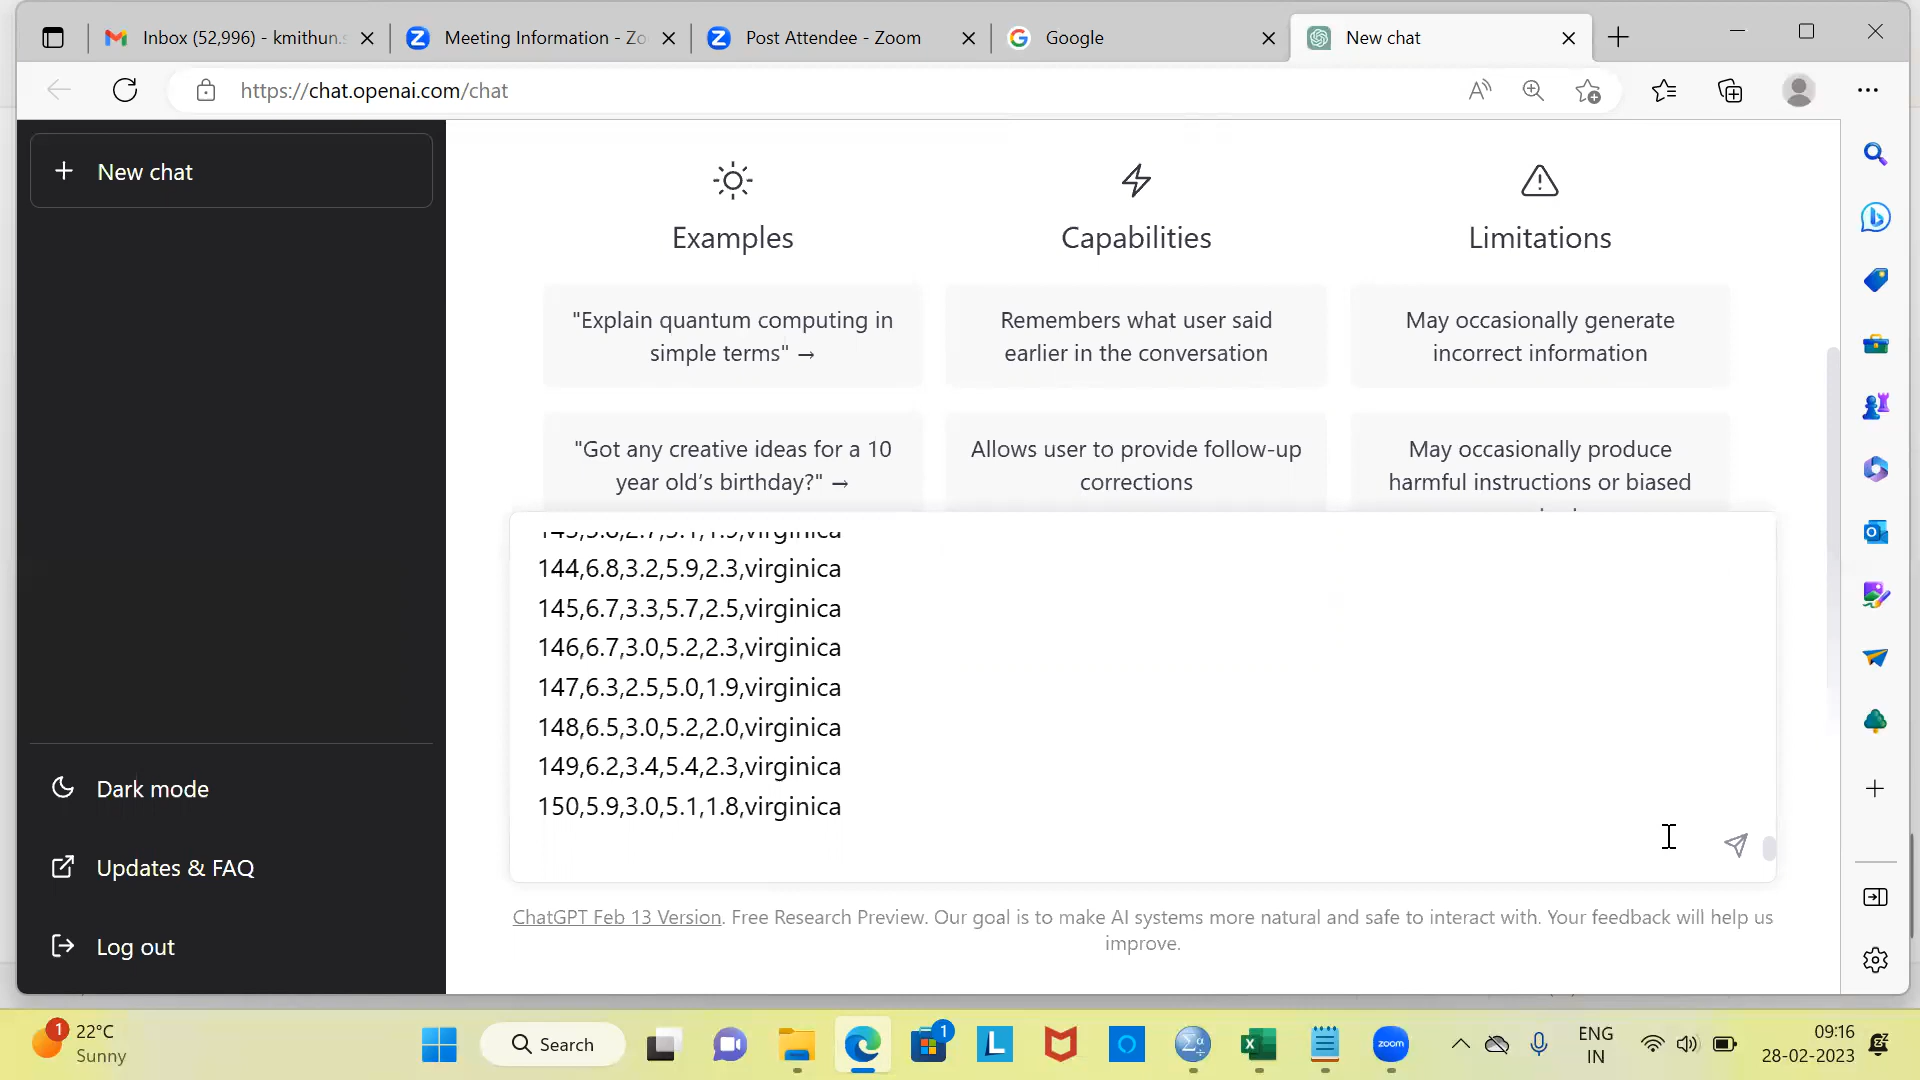 Inbox (52,996) - kmithun.s
Meeting Information - Zo
Post Attendee - Zoom
Google
New chat
https://chat.openai.com/chat
New chat
Examples
Capabilities
Limitations
"Explain quantum computing in
simple terms" →
Remembers what user said
earlier in the conversation
May occasionally generate
incorrect information
"Got any creative ideas for a 10
year old's birthday?" →
Allows user to provide follow-up
corrections
May occasionally produce
harmful instructions or biased
144,6.8,3.2,5.9,2.3,virginica
145,6.7,3.3,5.7,2.5,virginica
146,6.7,3.0,5.2,2.3,virginica
147,6.3,2.5,5.0,1.9,virginica
148,6.5,3.0,5.2,2.0,virginica
149,6.2,3.4,5.4,2.3,virginica
150,5.9,3.0,5.1,1.8,virginica
ChatGPT Feb 13 Version. Free Research Preview. Our goal is to make AI systems more natural and safe to interact with. Your feedback will help us
improve.
Dark mode
Updates & FAQ
Log out
1
22°C
Sunny
Search
1
L
zoom
ENG
IN
09:16
28-02-2023